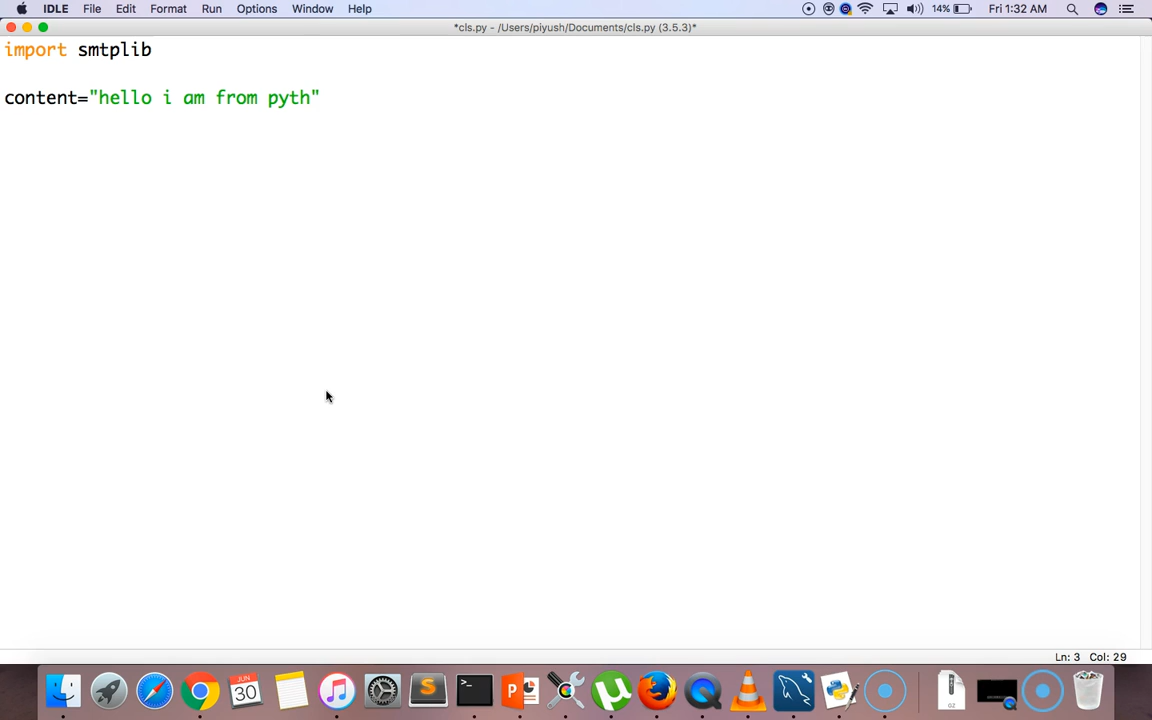 IDLE File Edit Format Run Options Window Help 14% Fri 1:32 AM
*cls.py - /Users/piyush/Documents/cls.py (3.5.3)*
import smtplib
content="hello i am from pyth"
Ln: 3 Col: 29
JUN
30